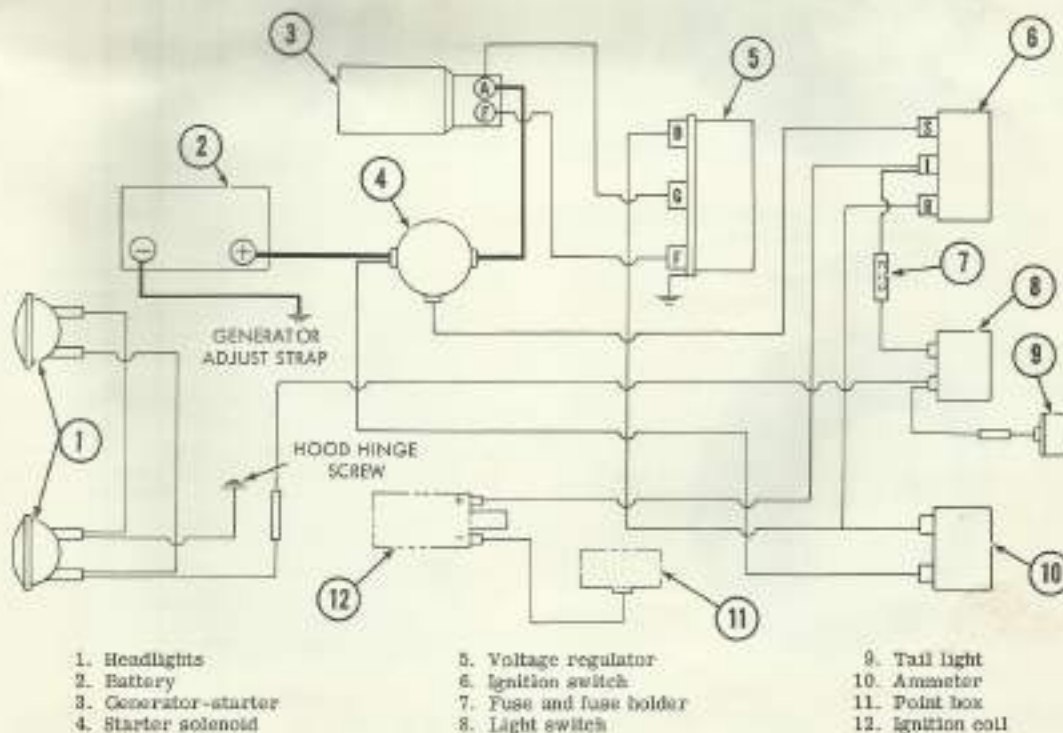 3
6
5
A
F
B
S
2
4
I
G
B
−
+
F
7
8
GENERATOR
ADJUST STRAP
9
1
HOOD HINGE
SCREW
+
−
12
11
10
1. Headlights
2. Battery
3. Generator-starter
4. Starter solenoid
5. Voltage regulator
6. Ignition switch
7. Fuse and fuse holder
8. Light switch
9. Tail light
10. Ammeter
11. Point box
12. Ignition coil